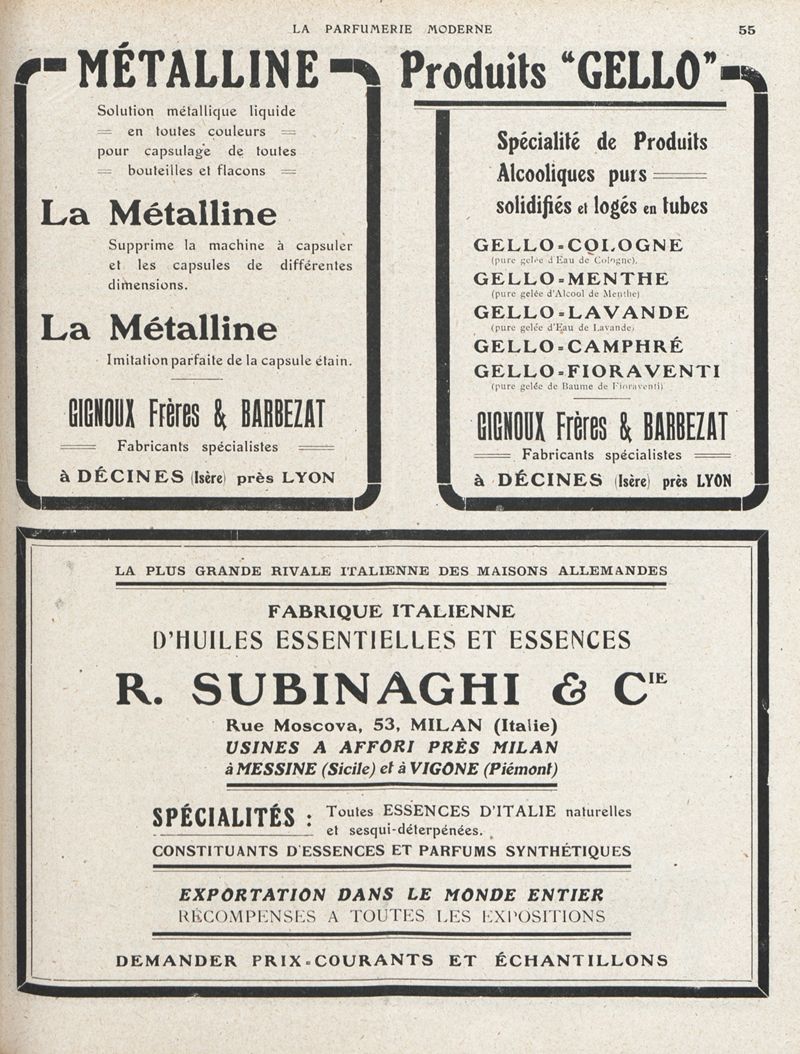 LA PARFUMERIE MODERNE
55
MÉTALLINE
Solution métallique liquide
en toutes couleurs
pour capsulage de toutes
bouteilles et flacons
La Métalline
Supprime la machine à capsuler
et les capsules de différentes
dimensions.
La Métalline
Imitation parfaite de la capsule étain.
GIGNOUX Frères & BARBEZAT
Fabricants spécialistes
à DÉCINES (Isère) près LYON
Produits "GELLO"
Spécialité de Produits
Alcooliques purs
solidifiés et logés en tubes
GELLO=COLOGNE
(pure gelée d'Eau de Cologne).
GELLO=MENTHE
(pure gelée d'Alcool de Menthe)
GELLO=LAVANDE
(pure gelée d'Eau de Lavande)
GELLO=CAMPHRÉ
GELLO=FIORAVENTI
(pure gelée de Baume de Fioraventi)
GIGNOUX Frères & BARBEZAT
Fabricants spécialistes
à DÉCINES (Isère) près LYON
LA PLUS GRANDE RIVALE ITALIENNE DES MAISONS ALLEMANDES
FABRIQUE ITALIENNE
D'HUILES ESSENTIELLES ET ESSENCES
R. SUBINAGHI & CIE
Rue Moscova, 53, MILAN (Italie)
USINES A AFFORI PRÈS MILAN
à MESSINE (Sicile) et à VIGONE (Piémont)
SPÉCIALITÉS : Toutes ESSENCES D'ITALIE naturelles
et sesqui-déterpénées.
CONSTITUANTS D'ESSENCES ET PARFUMS SYNTHÉTIQUES
EXPORTATION DANS LE MONDE ENTIER
RÉCOMPENSES A TOUTES LES EXPOSITIONS
DEMANDER PRIX=COURANTS ET ÉCHANTILLONS